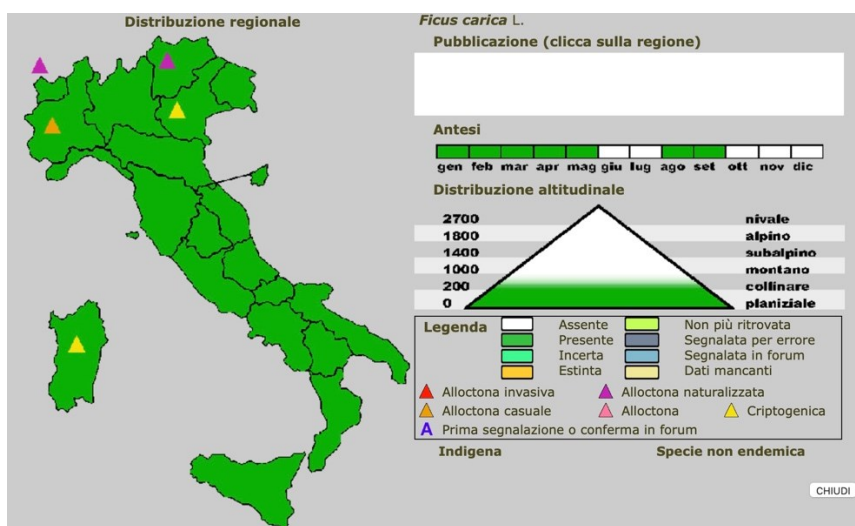 Distribuzione regionale
Ficus carica L.
Pubblicazione (clicca sulla regione)
Antesi
gen feb mar apr mag giu lug ago set ott nov dic
Distribuzione altitudinale
2700 nivale
1800 alpino
1400 subalpino
1000 montano
200 collinare
0 planiziale
Legenda
Assente Non più ritrovata
Presente Segnalata per errore
Incerta Segnalata in forum
Estinta Dati mancanti
Alloctona invasiva Alloctona naturalizzata
Alloctona casuale Alloctona Criptogenica
A Prima segnalazione o conferma in forum
Indigena Specie non endemica
CHIUDI